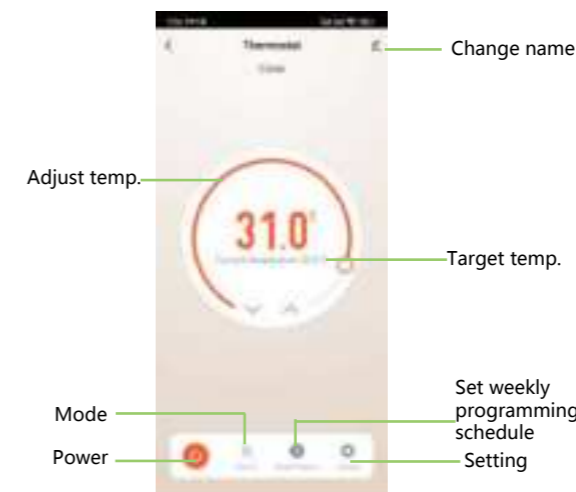 Thermostat
Change name
Adjust temp.
31.0°
Target temp.
Set weekly
programming
schedule
Mode
Power
Setting